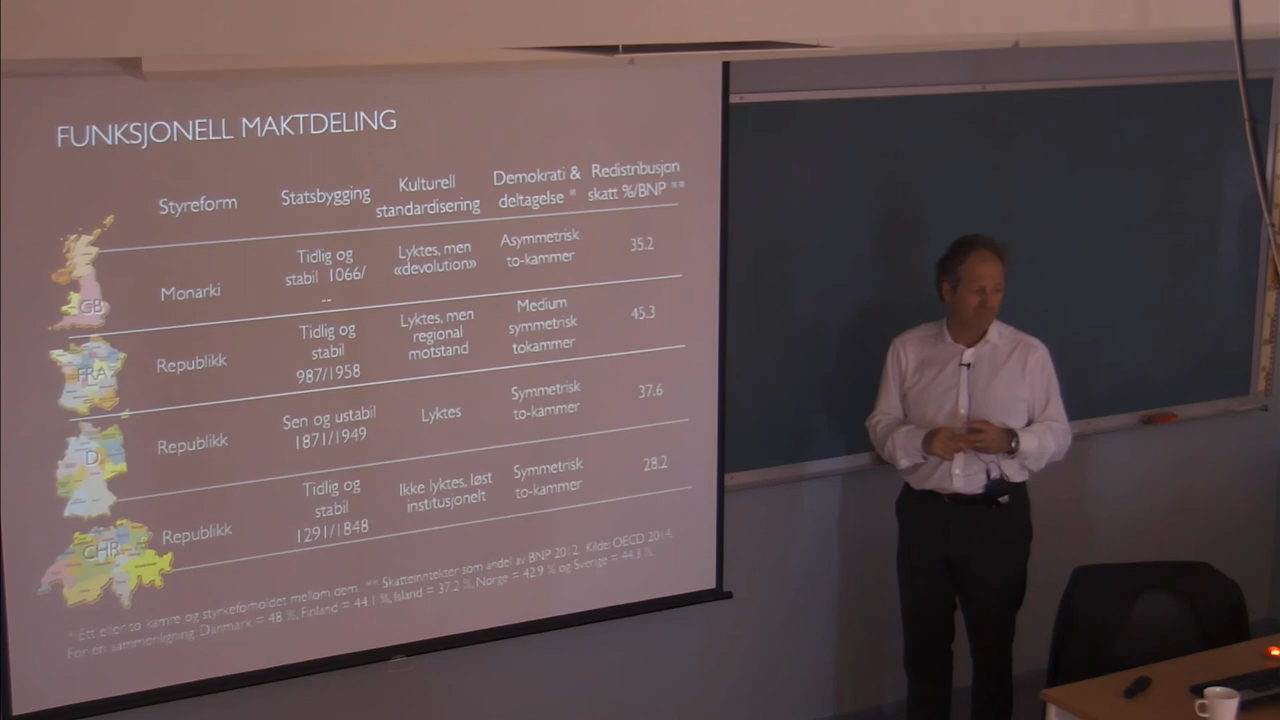 FUNKSJONELL MAKTDELING
Styreform
Statsbygging
Kulturell
standardisering
Demokrati &
deltagelse *
Redistribusjon
skatt %/BNP **
GB
Monarki
Tidlig og
stabil 1066/
--
Lyktes, men
«devolution»
Asymmetrisk
to-kammer
35.2
FRA
Republikk
Tidlig og
stabil
987/1958
Lyktes, men
regional
motstand
Medium
symmetrisk
tokammer
45.3
D
Republikk
Sen og ustabil
1871/1949
Lyktes
Symmetrisk
to-kammer
37.6
CHR
Republikk
Tidlig og
stabil
1291/1848
Ikke lyktes, løst
institusjonelt
Symmetrisk
to-kammer
28.2
* Ett eller to kamre og styrkeforholdet mellom dem. ** Skatteinntekter som andel av BNP 2012. Kilde: OECD 2014.
For en sammenligning: Danmark = 48 %, Finland = 44.1 %, Island = 37.2 %, Norge = 42.9 % og Sverige = 44.3 %.